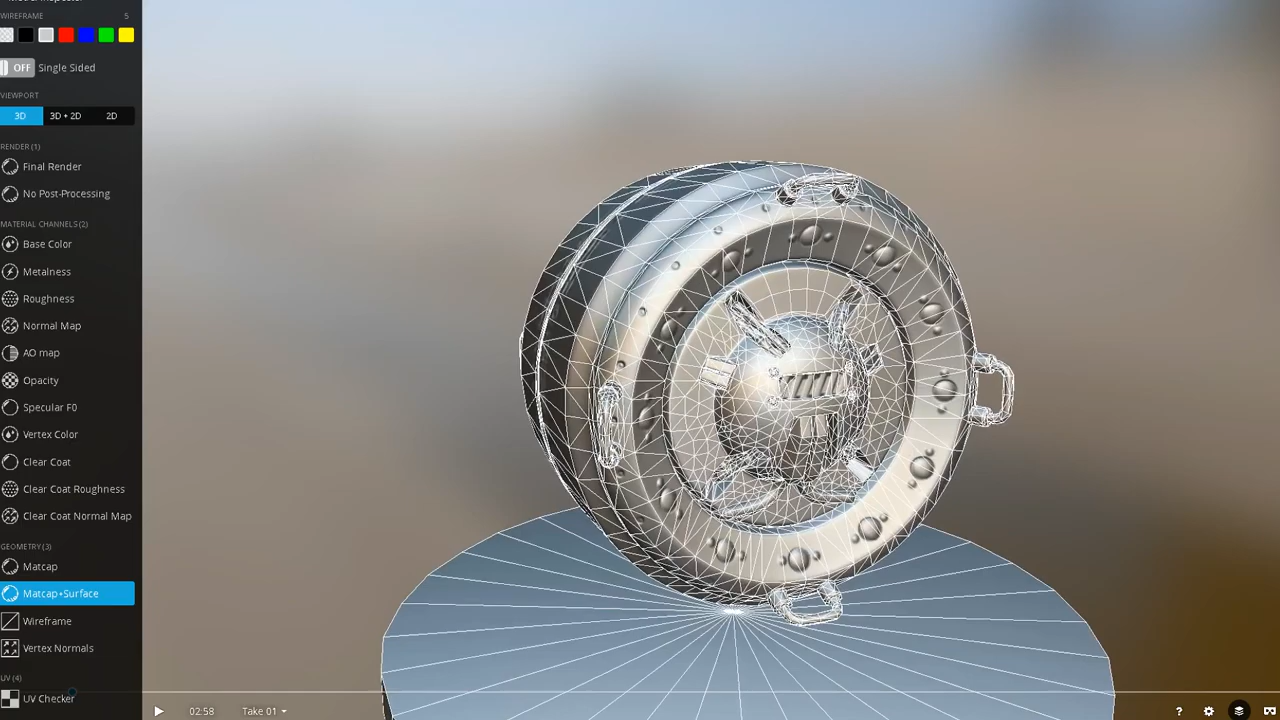 WIREFRAME 5
OFF Single Sided
VIEWPORT
3D 3D + 2D 2D
RENDER (1)
Final Render
No Post-Processing
MATERIAL CHANNELS (2)
Base Color
Metalness
Roughness
Normal Map
AO map
Opacity
Specular F0
Vertex Color
Clear Coat
Clear Coat Roughness
Clear Coat Normal Map
GEOMETRY (3)
Matcap
Matcap+Surface
Wireframe
Vertex Normals
UV (4)
UV Checker
02:58 Take 01 ?